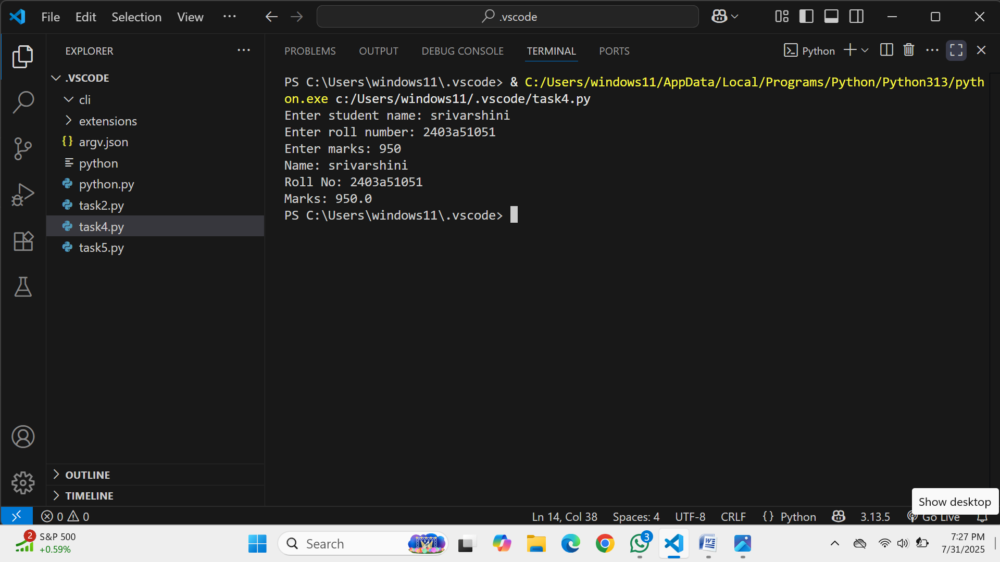 File Edit Selection View ··· .vscode
EXPLORER ···
.VSCODE
cli
extensions
{} argv.json
python
python.py
task2.py
task4.py
task5.py
OUTLINE
TIMELINE
PROBLEMS OUTPUT DEBUG CONSOLE TERMINAL PORTS Python
PS C:\Users\windows11\.vscode> & C:/Users/windows11/AppData/Local/Programs/Python/Python313/pyth
on.exe c:/Users/windows11/.vscode/task4.py
Enter student name: srivarshini
Enter roll number: 2403a51051
Enter marks: 950
Name: srivarshini
Roll No: 2403a51051
Marks: 950.0
PS C:\Users\windows11\.vscode>
Show desktop
0 0 Ln 14, Col 38 Spaces: 4 UTF-8 CRLF {} Python 3.13.5 Go Live
2 S&P 500
+0.59%
Search
3
7:27 PM
7/31/2025